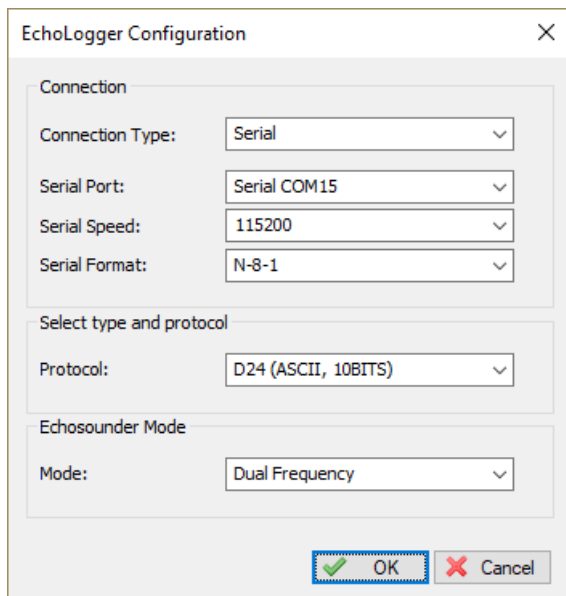 EchoLogger Configuration
Connection
Connection Type: Serial
Serial Port: Serial COM15
Serial Speed: 115200
Serial Format: N-8-1
Select type and protocol
Protocol: D24 (ASCII, 10BITS)
Echosounder Mode
Mode: Dual Frequency
OK Cancel